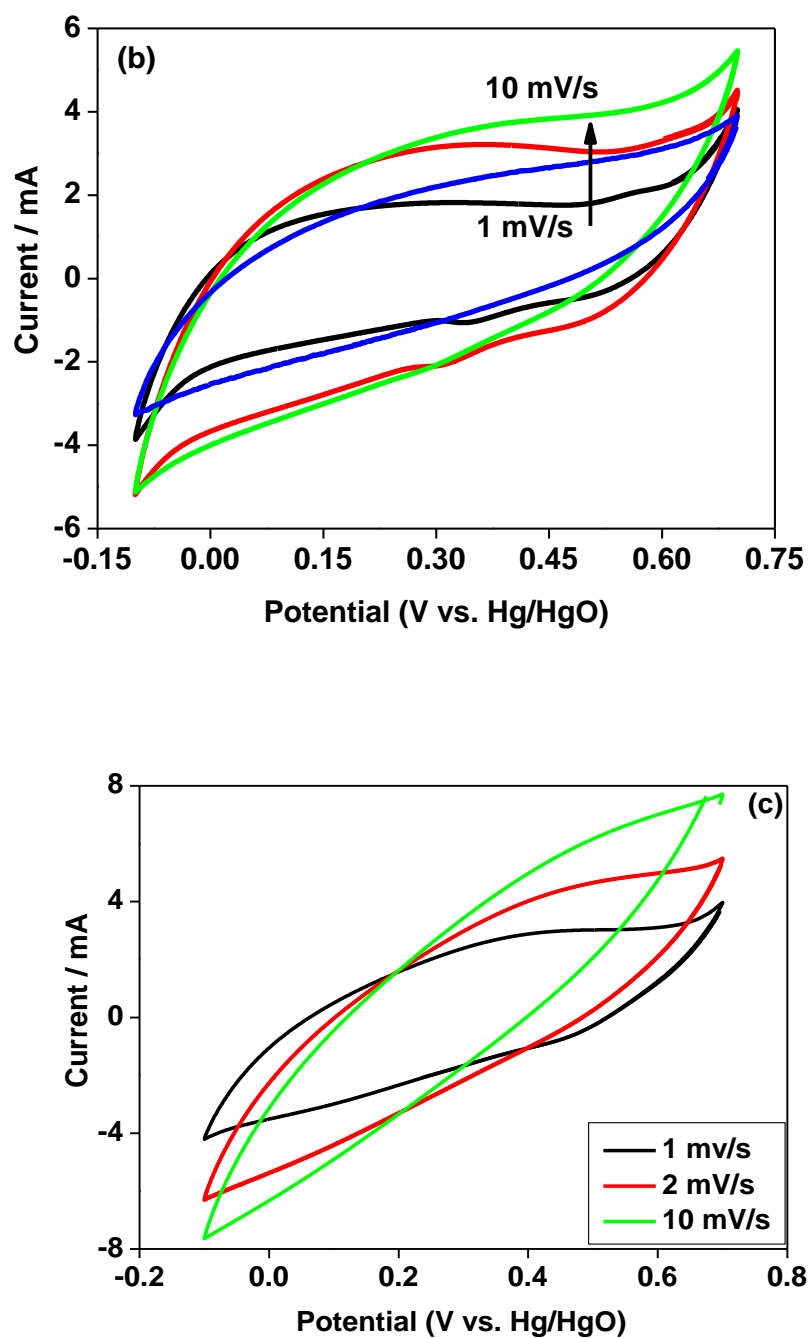 6
(b)
10 mV/s
4
2
1 mV/s
0
-2
-4
-6
Current / mA
-0.15 0.00 0.15 0.30 0.45 0.60 0.75
Potential (V vs. Hg/HgO)
8
(c)
4
0
-4
-8
Current / mA
1 mv/s
2 mV/s
10 mV/s
-0.2 0.0 0.2 0.4 0.6 0.8
Potential (V vs. Hg/HgO)